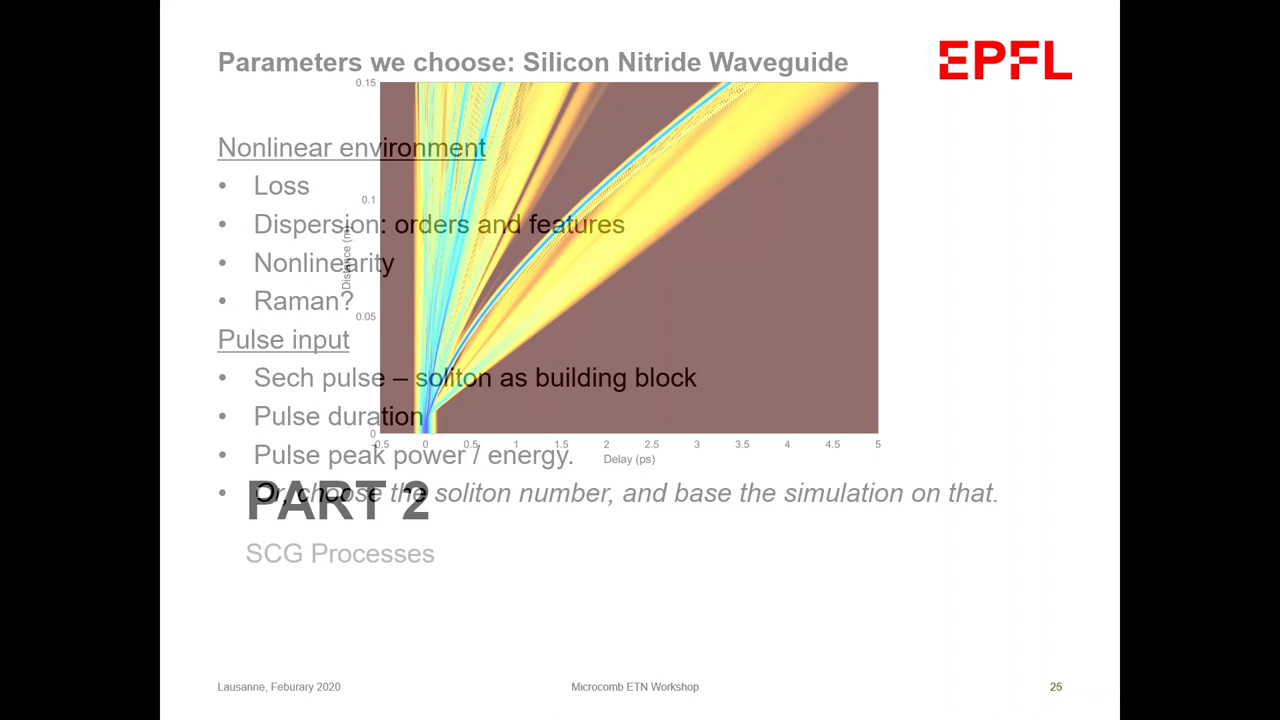 Parameters we choose: Silicon Nitride Waveguide
EPFL
0.15
Nonlinear environment
• Loss
0.1
• Dispersion: orders and features
Distance (m)
• Nonlinearity
• Raman?
0.05
Pulse input
• Sech pulse – soliton as building block
• Pulse duration
0
-0.5 0 0.5 1 1.5 2 2.5 3 3.5 4 4.5 5
• Pulse peak power / energy.
Delay (ps)
• Or, choose the soliton number, and base the simulation on that.
PART 2
SCG Processes
Lausanne, Feburary 2020
Microcomb ETN Workshop
25